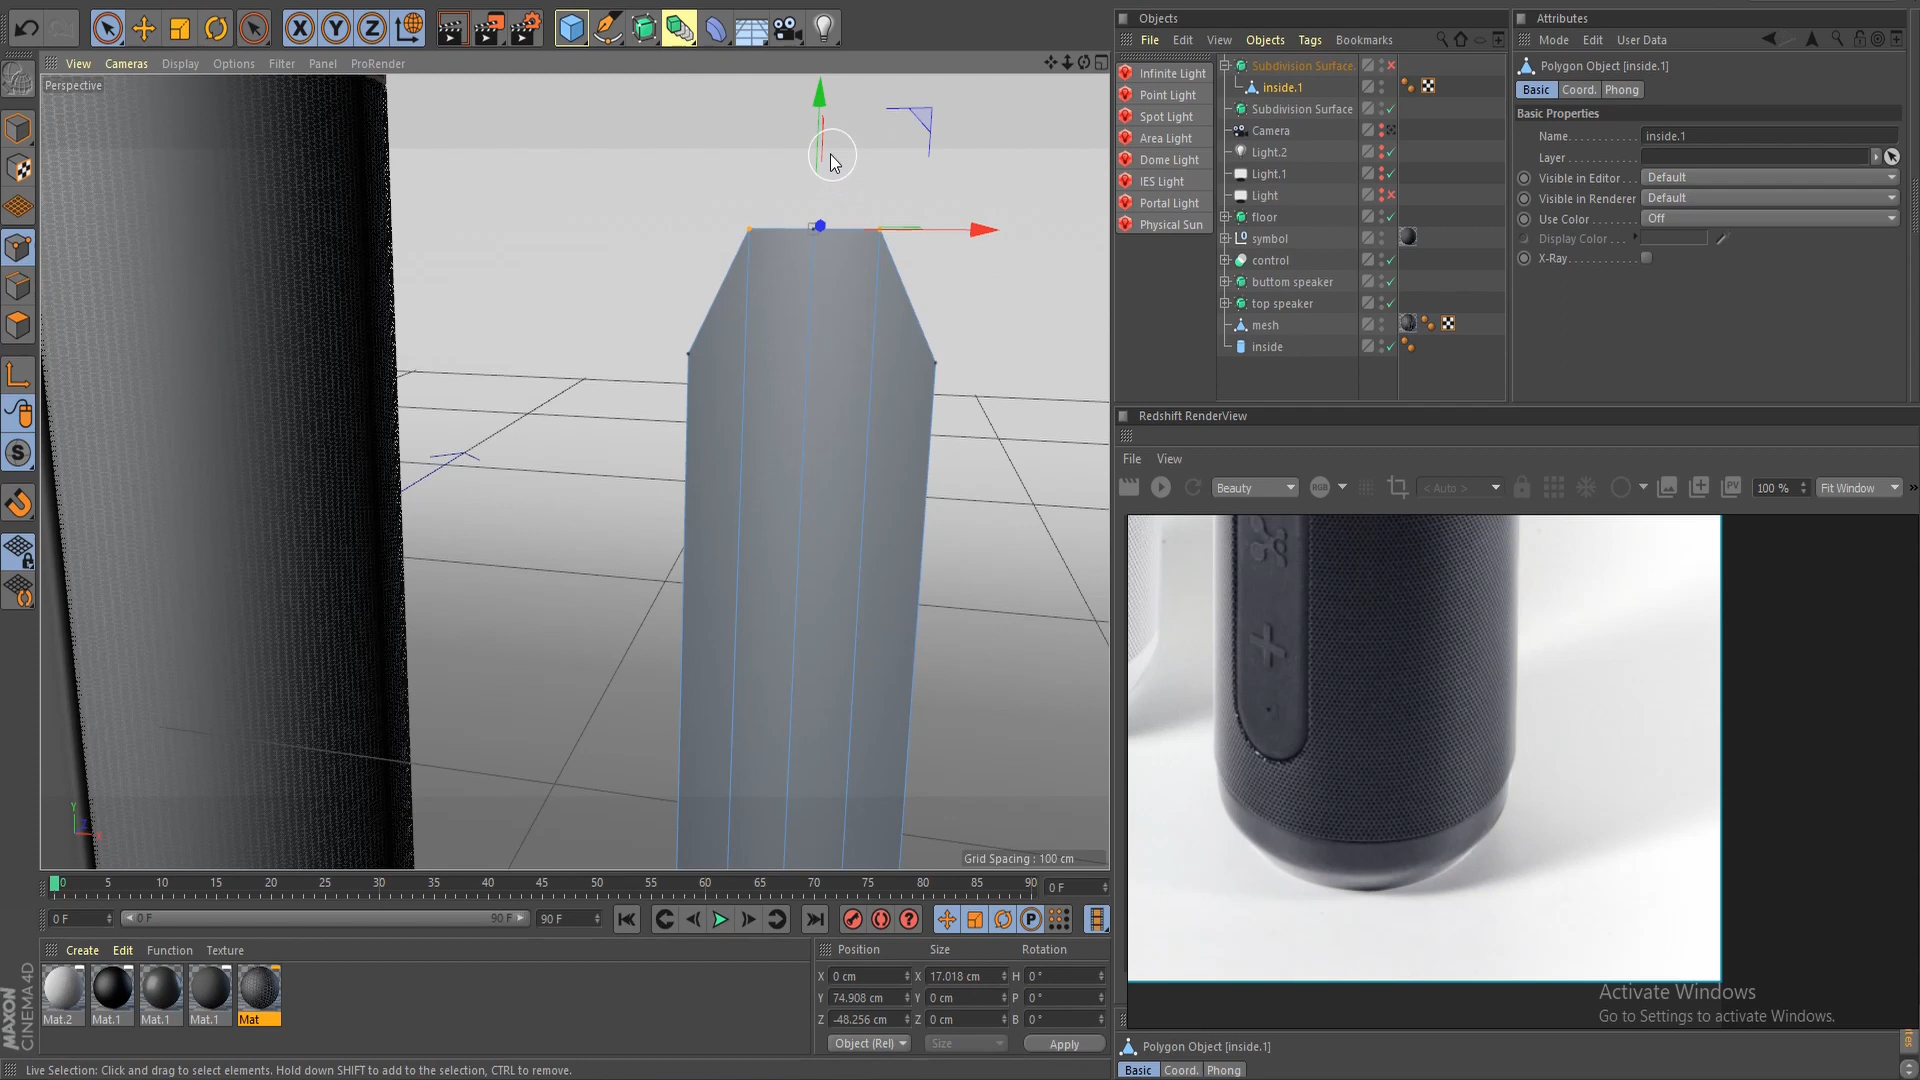 View
Cameras
Display
Options
Filter
Panel
ProRender
Perspective
Grid Spacing : 100 cm
0 5 10 15 20 25 30 35 40 45 50 55 60 65 70 75 80 85 90
0 F
0 F
0 F
90 F
90 F
Create
Edit
Function
Texture
Mat.2
Mat.1
Mat.1
Mat.1
Mat
MAXON
CINEMA 4D
Position
Size
Rotation
X 0 cm
X 17.018 cm
H 0 °
Y 74.908 cm
Y 0 cm
P 0 °
Z -48.256 cm
Z 0 cm
B 0 °
Object (Rel)
Size
Apply
Live Selection: Click and drag to select elements. Hold down SHIFT to add to the selection, CTRL to remove.
Objects
File
Edit
View
Objects
Tags
Bookmarks
Infinite Light
Point Light
Spot Light
Area Light
Dome Light
IES Light
Portal Light
Physical Sun
Subdivision Surface.
inside.1
Subdivision Surface
Camera
Light.2
Light.1
Light
floor
symbol
control
buttom speaker
top speaker
mesh
inside
Attributes
Mode
Edit
User Data
Polygon Object [inside.1]
Basic
Coord.
Phong
Basic Properties
Name
inside.1
Layer
Visible in Editor
Default
Visible in Renderer
Default
Use Color
Off
Display Color
X-Ray
Redshift RenderView
File
View
Beauty
RGB
< Auto >
PV
100 %
Fit Window
Activate Windows
Go to Settings to activate Windows.
Polygon Object [inside.1]
Basic
Coord.
Phong